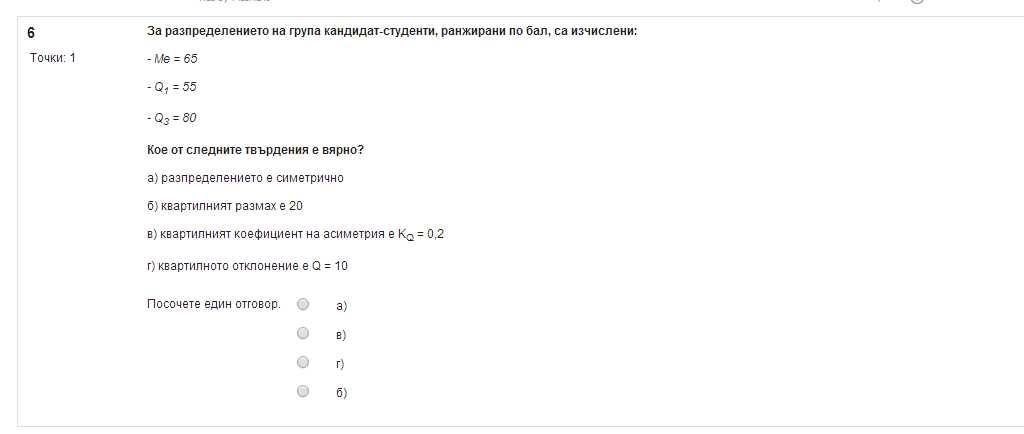 6
Точки: 1
За разпределението на група кандидат-студенти, ранжирани по бал, са изчислени:
- Me = 65
- Q1 = 55
- Q3 = 80
Кое от следните твърдения е вярно?
а) разпределението е симетрично
б) квартилният размах е 20
в) квартилният коефициент на асиметрия е KQ = 0,2
г) квартилното отклонение е Q = 10
Посочете един отговор.
а)
в)
г)
б)